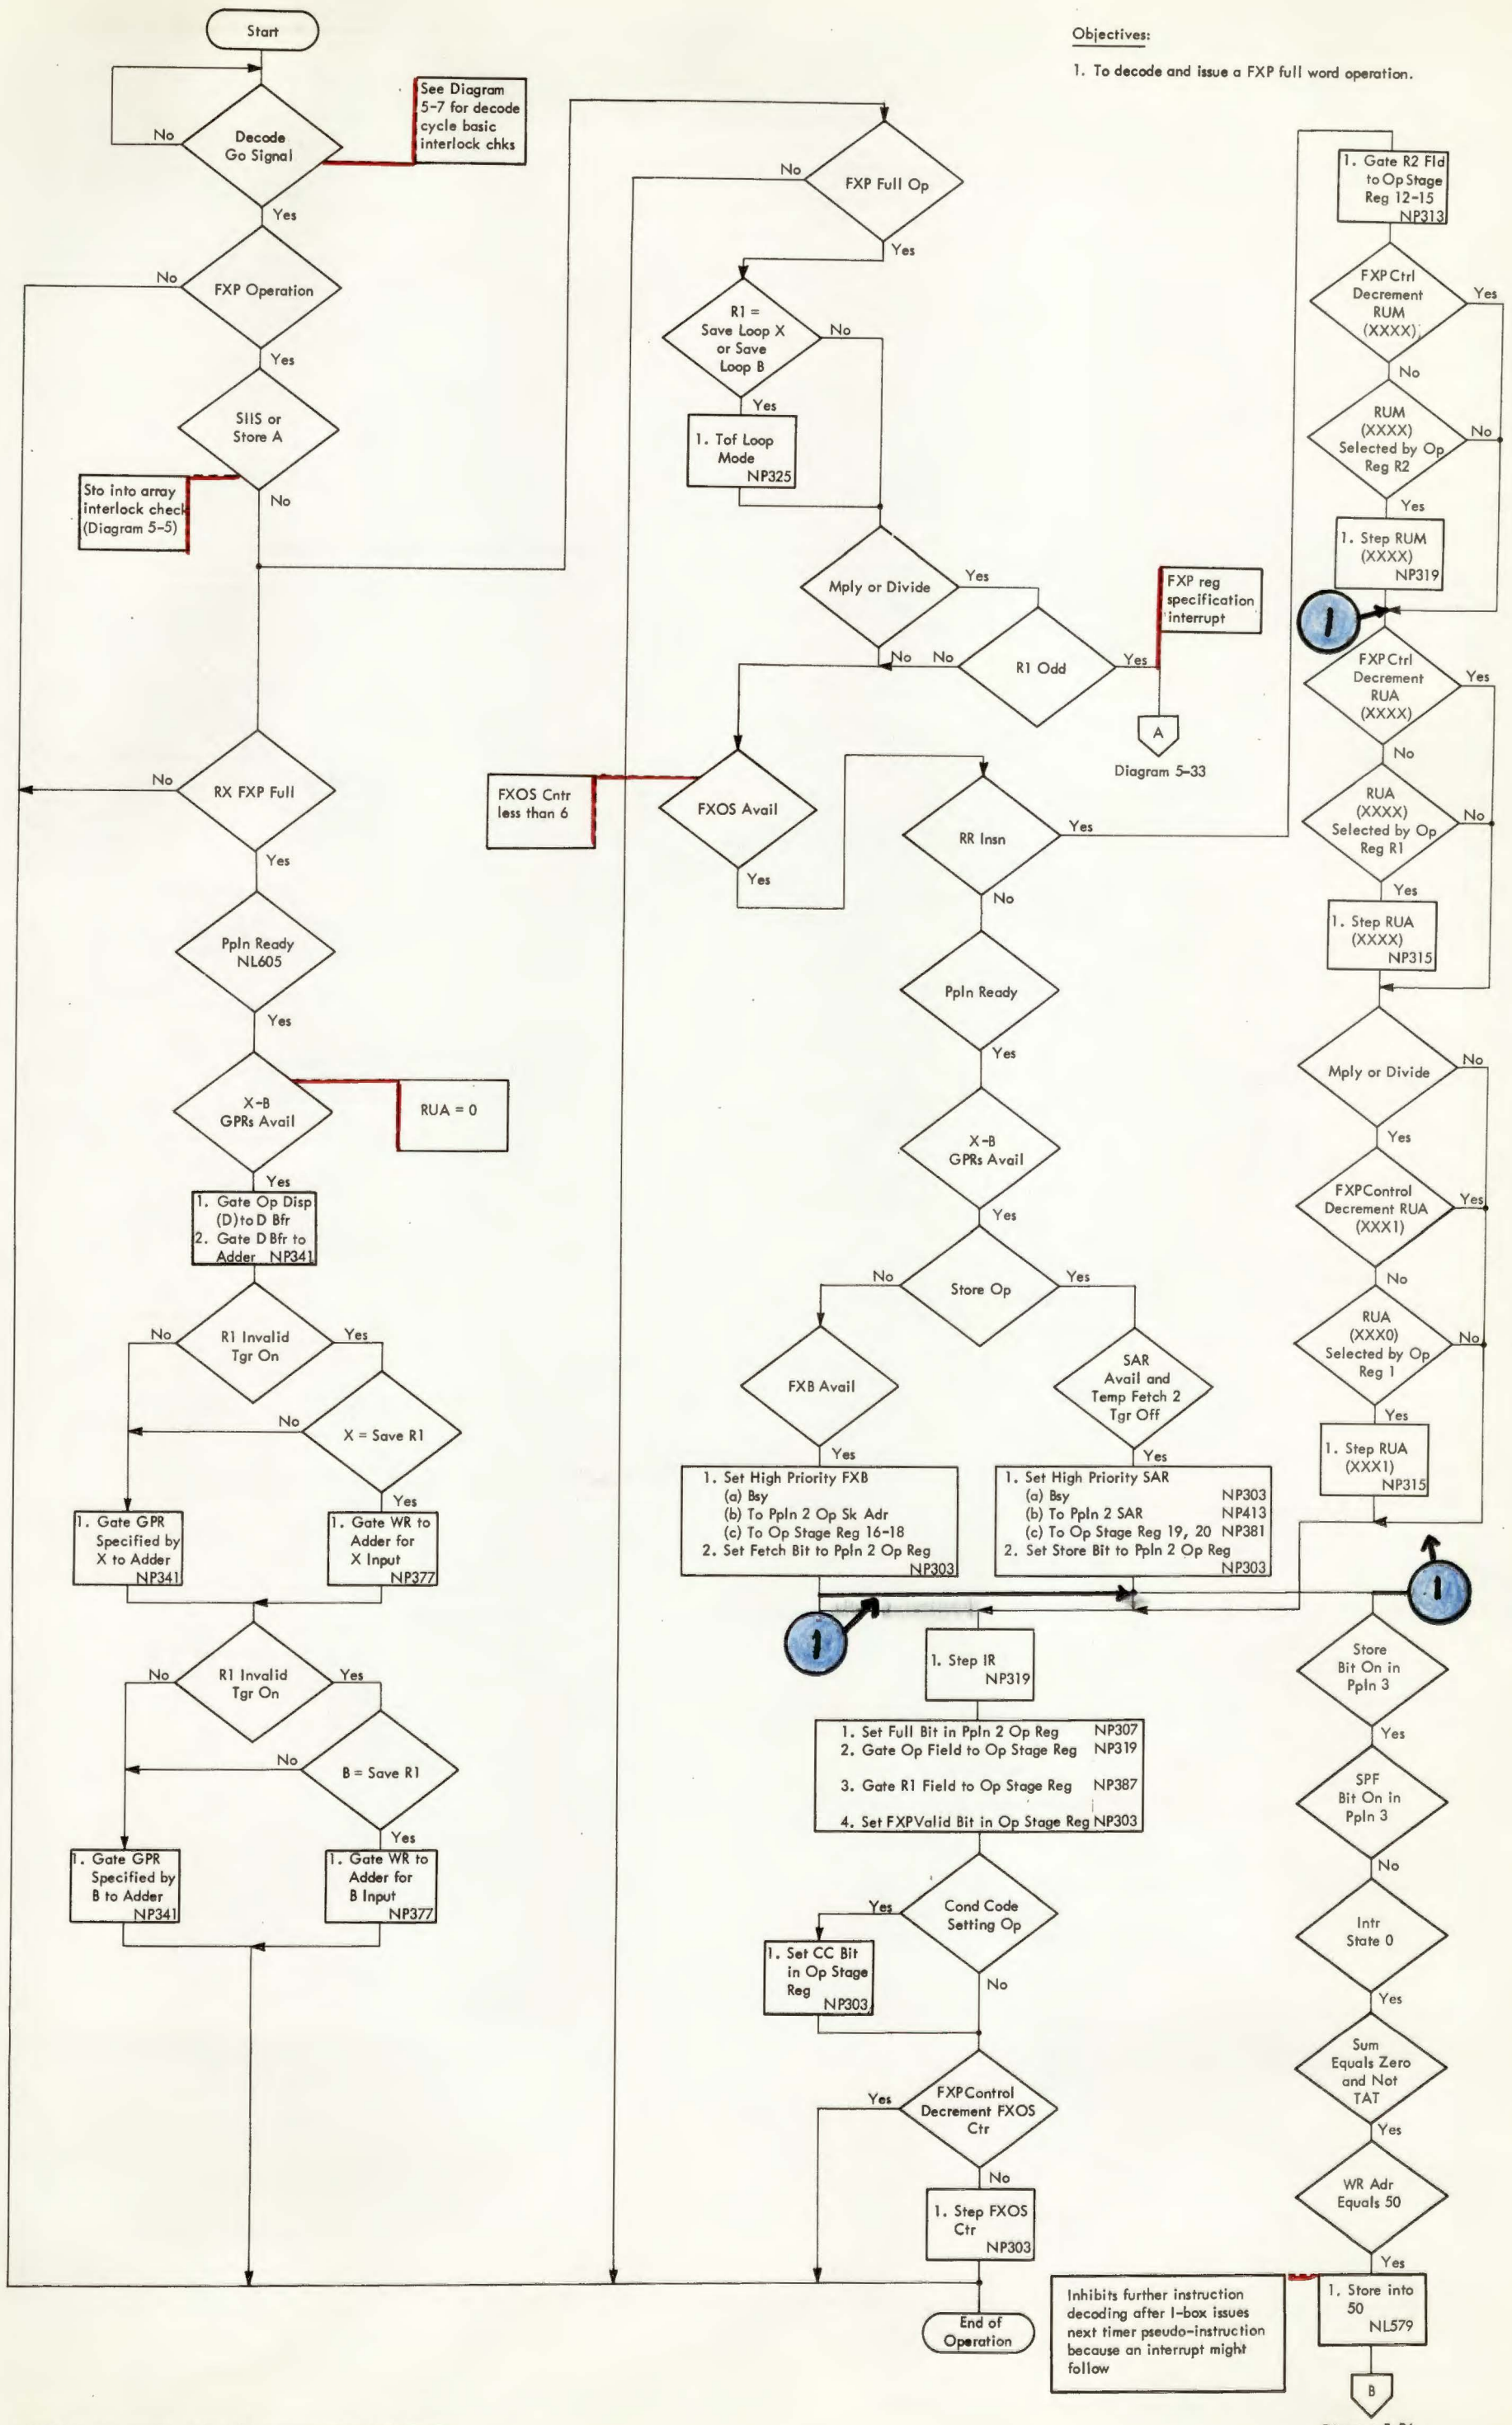 Objectives:
1. To decode and issue a FXP full word operation.
Start
Decode
Go Signal
No
Yes
See Diagram
5-7 for decode
cycle basic
interlock chks
FXP Operation
No
Yes
SIIS or
Store A
No
Sto into array
interlock check
(Diagram 5-5)
RX FXP Full
No
Yes
Ppln Ready
NL605
Yes
X-B
GPRs Avail
RUA = 0
Yes
1. Gate Op Disp
(D) to D Bfr
2. Gate D Bfr to
Adder NP341
R1 Invalid
Tgr On
No
Yes
X = Save R1
No
Yes
1. Gate GPR
Specified by
X to Adder
NP341
1. Gate WR to
Adder for
X Input
NP377
R1 Invalid
Tgr On
No
Yes
B = Save R1
No
Yes
1. Gate GPR
Specified by
B to Adder
NP341
1. Gate WR to
Adder for
B Input
NP377
FXP Full Op
No
Yes
R1 =
Save Loop X
or Save
Loop B
No
Yes
1. Tof Loop
Mode
NP325
Mply or Divide
Yes
No
R1 Odd
No
Yes
FXP reg
specification
interrupt
A
Diagram 5-33
FXOS Avail
FXOS Cntr
less than 6
Yes
RR Insn
Yes
No
Ppln Ready
Yes
X-B
GPRs Avail
Yes
Store Op
No
Yes
FXB Avail
Yes
SAR
Avail and
Temp Fetch 2
Tgr Off
Yes
1. Set High Priority FXB
(a) Bsy
(b) To Ppln 2 Op Sk Adr
(c) To Op Stage Reg 16-18
2. Set Fetch Bit to Ppln 2 Op Reg
NP303
1. Set High Priority SAR
(a) Bsy NP303
(b) To Ppln 2 SAR NP413
(c) To Op Stage Reg 19, 20 NP381
2. Set Store Bit to Ppln 2 Op Reg
NP303
1
1. Step IR
NP319
1. Set Full Bit in Ppln 2 Op Reg NP307
2. Gate Op Field to Op Stage Reg NP319
3. Gate R1 Field to Op Stage Reg NP387
4. Set FXPValid Bit in Op Stage Reg NP303
Cond Code
Setting Op
Yes
No
1. Set CC Bit
in Op Stage
Reg
NP303
FXPControl
Decrement FXOS
Ctr
Yes
No
1. Step FXOS
Ctr
NP303
End of
Operation
1. Gate R2 Fld
to Op Stage
Reg 12-15
NP313
FXPCtrl
Decrement
RUM
(XXXX)
Yes
No
RUM
(XXXX)
Selected by Op
Reg R2
No
Yes
1. Step RUM
(XXXX)
NP319
1
FXPCtrl
Decrement
RUA
(XXXX)
Yes
No
RUA
(XXXX)
Selected by Op
Reg R1
No
Yes
1. Step RUA
(XXXX)
NP315
Mply or Divide
No
Yes
FXPControl
Decrement RUA
(XXX1)
Yes
No
RUA
(XXX0)
Selected by Op
Reg 1
No
Yes
1. Step RUA
(XXX1)
NP315
1
Store
Bit On in
Ppln 3
Yes
SPF
Bit On in
Ppln 3
No
Intr
State 0
Yes
Sum
Equals Zero
and Not
TAT
Yes
WR Adr
Equals 50
Yes
1. Store into
50
NL579
Inhibits further instruction
decoding after I-box issues
next timer pseudo-instruction
because an interrupt might
follow
B